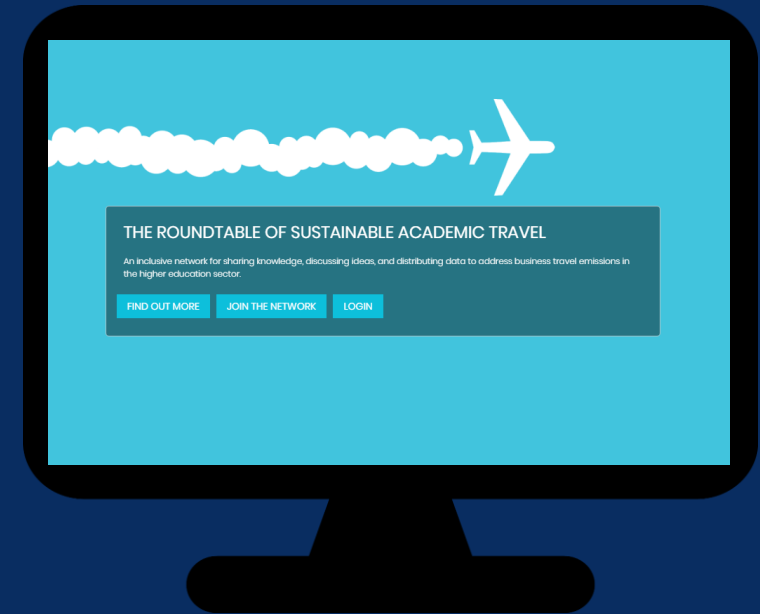 THE ROUNDTABLE OF SUSTAINABLE ACADEMIC TRAVEL
An inclusive network for sharing knowledge, discussing ideas, and distributing data to address business travel emissions in
the higher education sector.
FIND OUT MORE JOIN THE NETWORK LOGIN